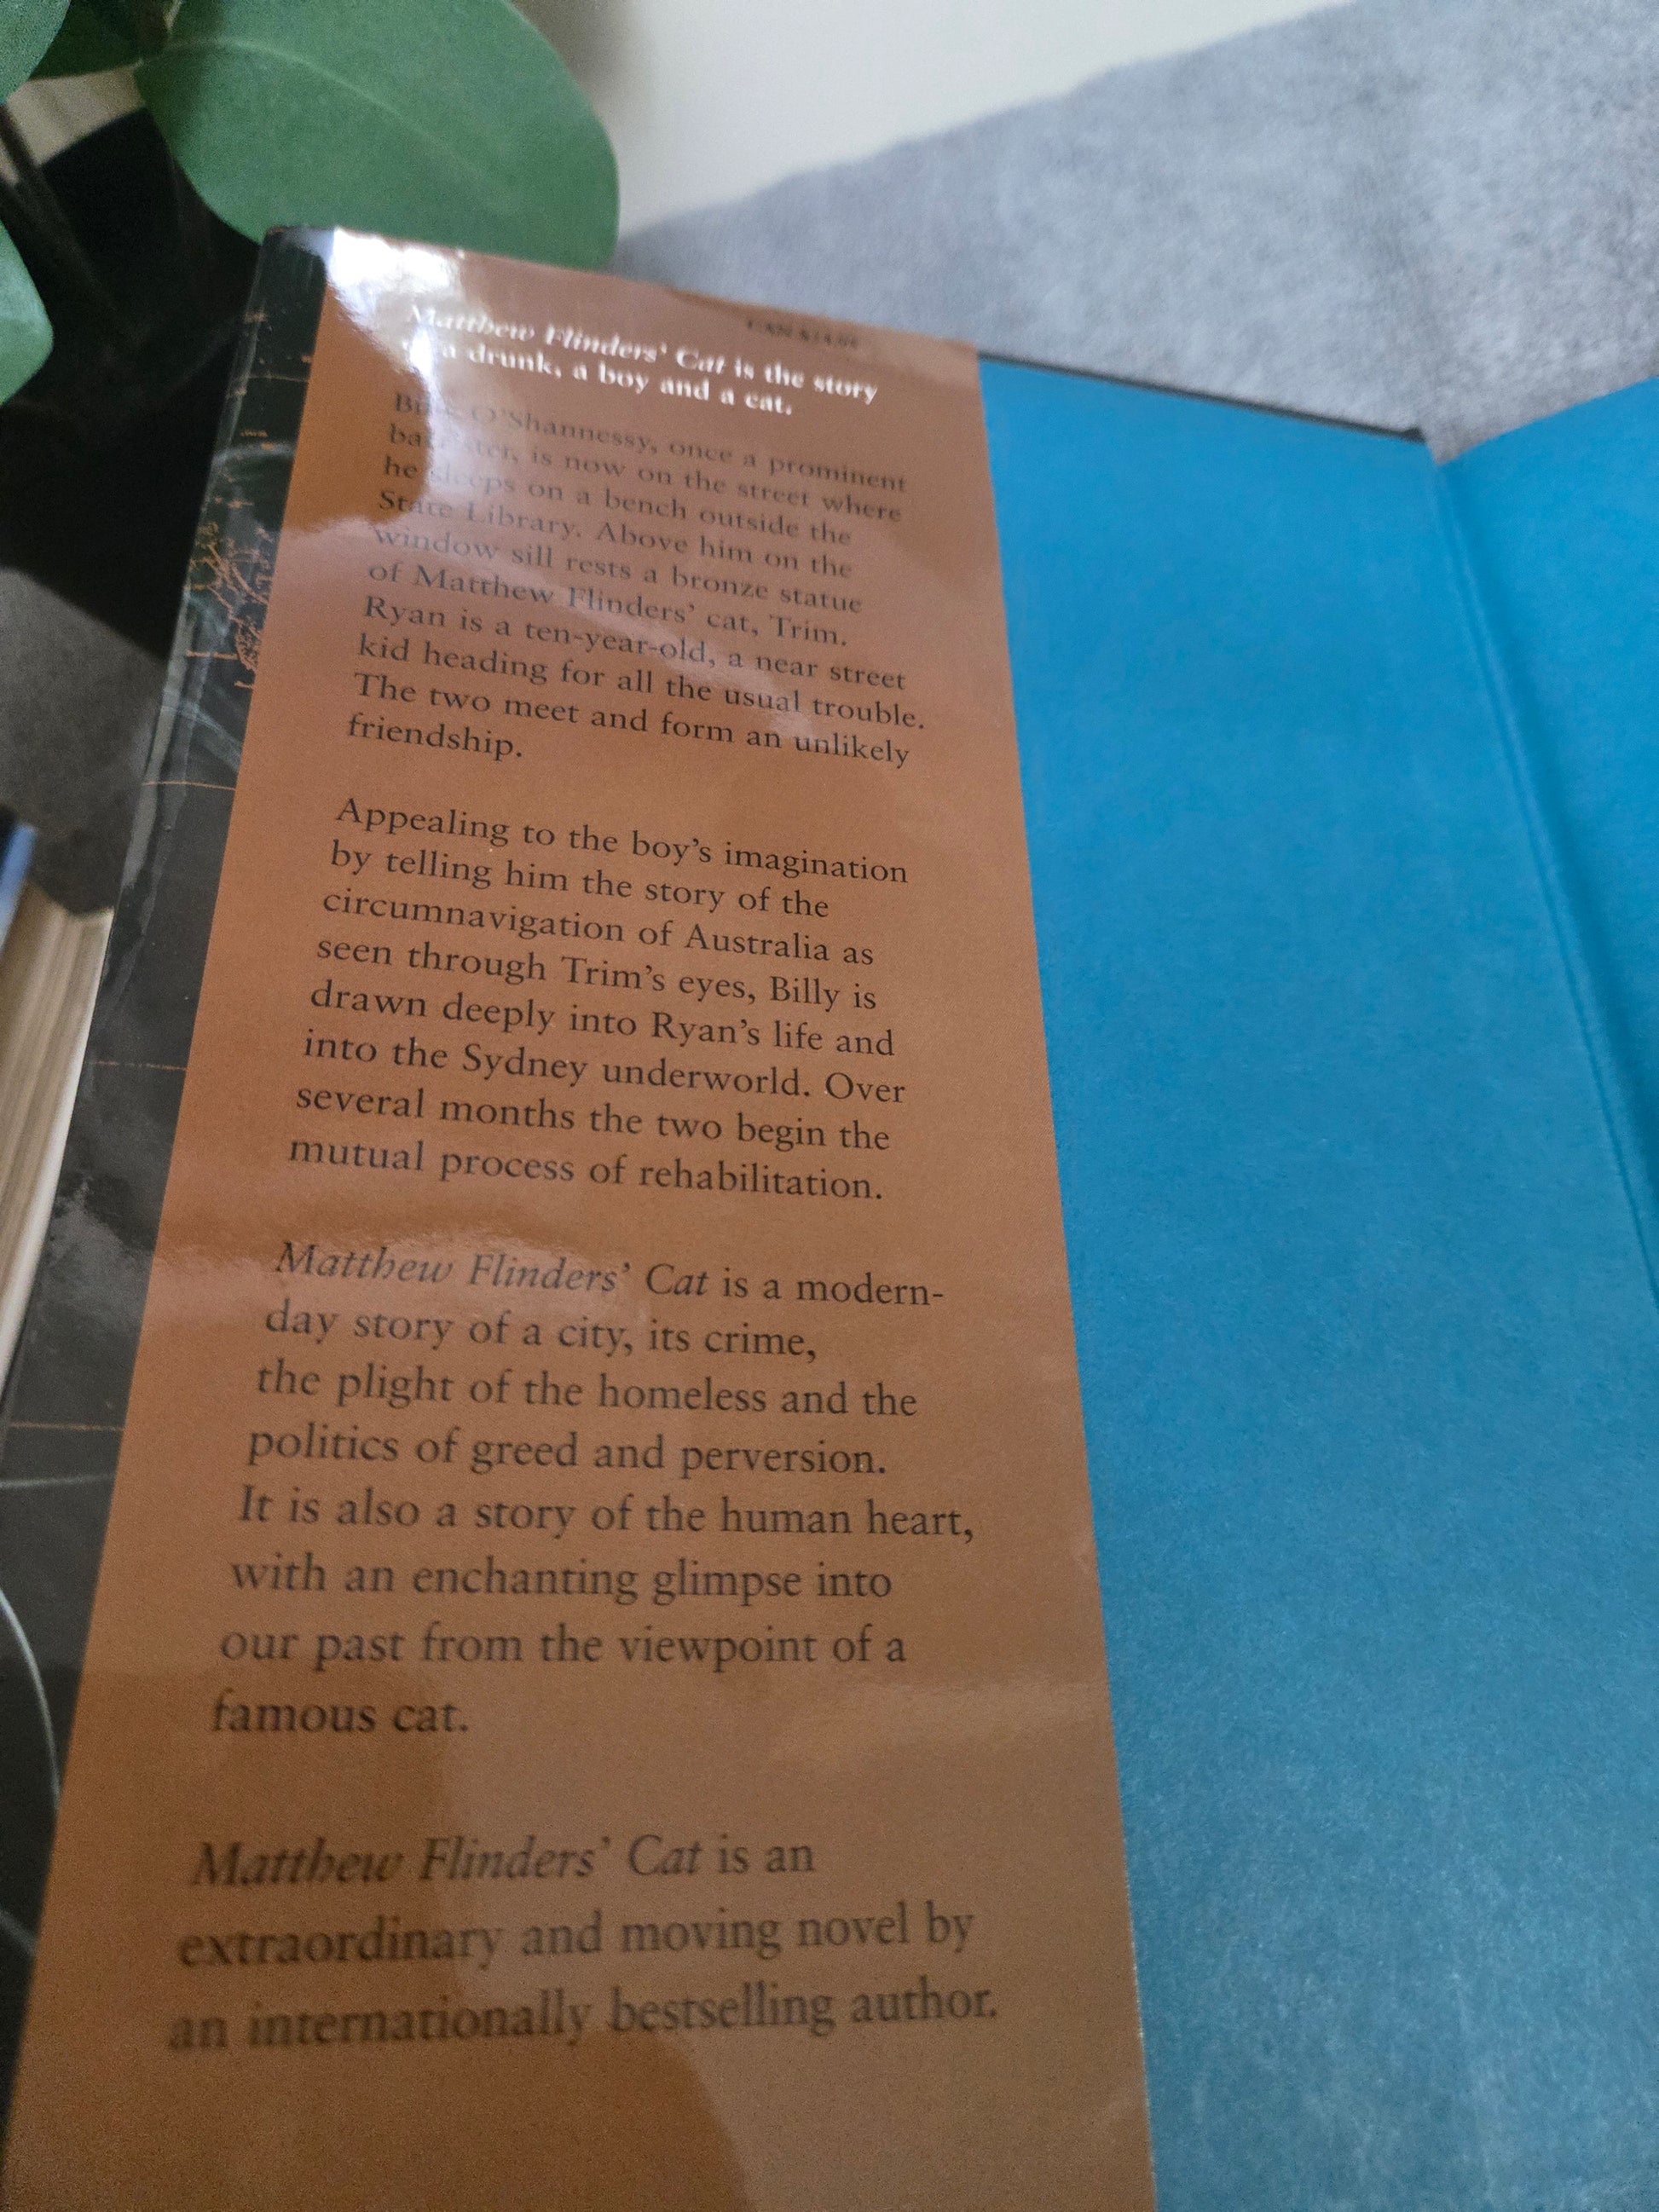 Matthew Flinders' Cat is the story
a drunk, a boy and a cat.
O'Shannessy, once a prominent
is now on the street where
he sleeps on a bench outside the
State Library. Above him on the
window sill rests a bronze statue
of Matthew Flinders' cat, Trim.
Ryan is a ten-year-old, a near street
kid heading for all the usual trouble.
The two meet and form an unlikely
friendship.
Appealing to the boy's imagination
by telling him the story of the
circumnavigation of Australia as
seen through Trim's eyes, Billy is
drawn deeply into Ryan's life and
into the Sydney underworld. Over
several months the two begin the
mutual process of rehabilitation.
Matthew Flinders' Cat is a modern-
day story of a city, its crime,
the plight of the homeless and the
politics of greed and perversion.
It is also a story of the human heart,
with an enchanting glimpse into
our past from the viewpoint of a
famous cat.
Matthew Flinders' Cat is an
extraordinary and moving novel by
an internationally bestselling author.